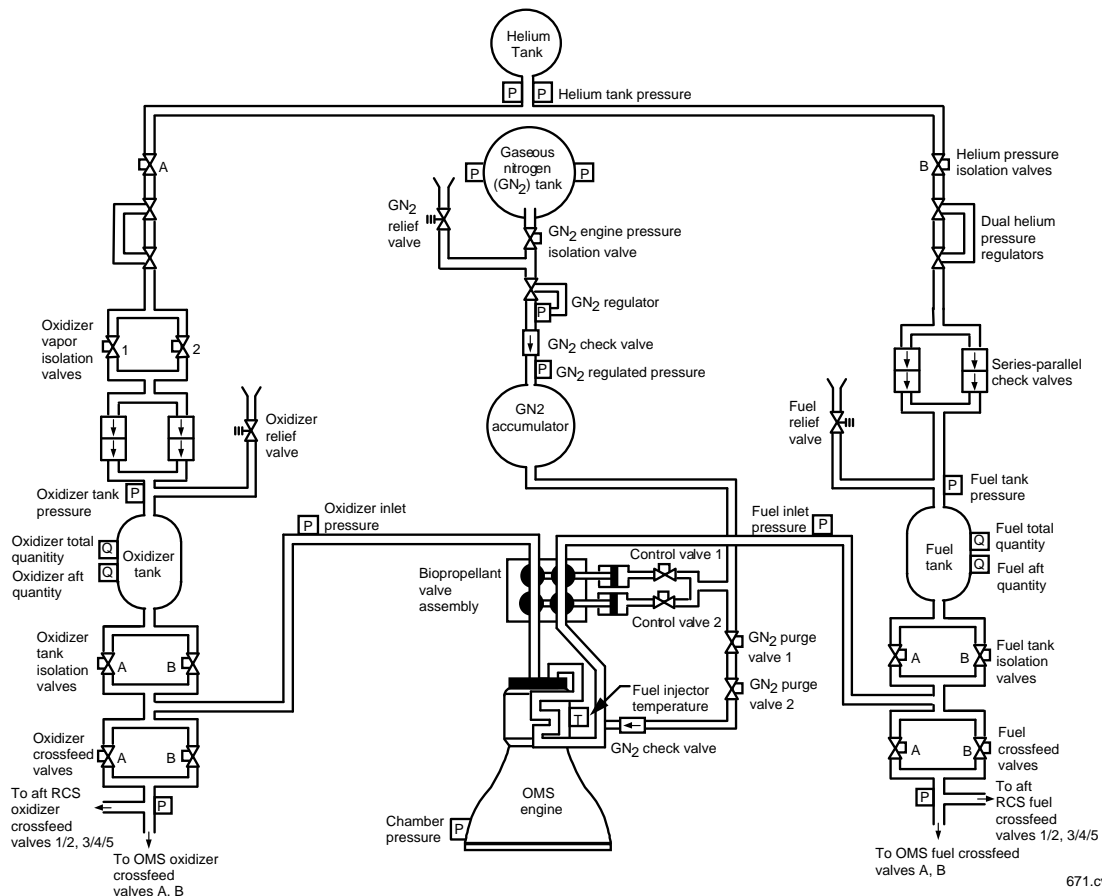 Helium
Tank
P
P
Helium tank pressure
A
B
Helium pressure
isolation valves
Gaseous
nitrogen
(GN2) tank
P
P
GN2
relief
valve
GN2 engine pressure
isolation valve
Dual helium
pressure
regulators
GN2 regulator
P
Oxidizer
vapor
isolation
valves
1
2
GN2 check valve
P
GN2 regulated pressure
Series-parallel
check valves
GN2
accumulator
Oxidizer
relief
valve
Fuel
relief
valve
Oxidizer tank
pressure
P
P
Fuel tank
pressure
P
Oxidizer inlet
pressure
Fuel inlet
pressure
P
Oxidizer total
quanitity
Q
Oxidizer aft
quantity
Q
Oxidizer
tank
Fuel
tank
Q
Fuel total
quantity
Q
Fuel aft
quantity
Biopropellant
valve
assembly
Control valve 1
Control valve 2
Oxidizer
tank
isolation
valves
A
B
GN2 purge
valve 1
GN2 purge
valve 2
A
B
Fuel tank
isolation
valves
Fuel injector
temperature
T
GN2 check valve
Oxidizer
crossfeed
valves
A
B
A
B
Fuel
crossfeed
valves
To aft RCS
oxidizer
crossfeed
valves 1/2, 3/4/5
P
OMS
engine
Chamber
pressure
P
P
To aft
RCS fuel
crossfeed
valves 1/2, 3/4/5
To OMS oxidizer
crossfeed
valves A, B
To OMS fuel crossfeed
valves A, B